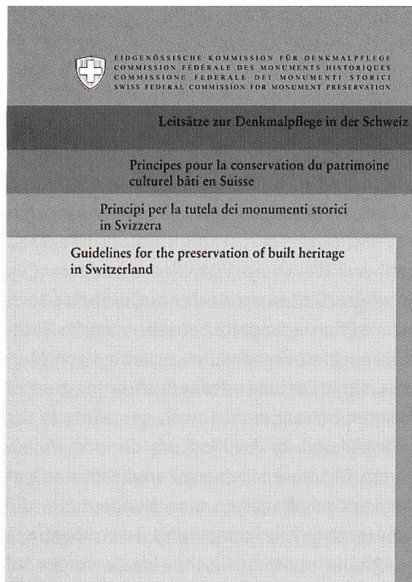 EIDGENÖSSISCHE KOMMISSION FÜR DENKMALPFLEGE
COMMISSION FÉDÉRALE DES MONUMENTS HISTORIQUES
COMMISSIONE FEDERALE DEI MONUMENTI STORICI
SWISS FEDERAL COMMISSION FOR MONUMENT PRESERVATION
Leitsätze zur Denkmalpflege in der Schweiz
Principes pour la conservation du patrimoine
culturel bâti en Suisse
Principi per la tutela dei monumenti storici
in Svizzera
Guidelines for the preservation of built heritage
in Switzerland